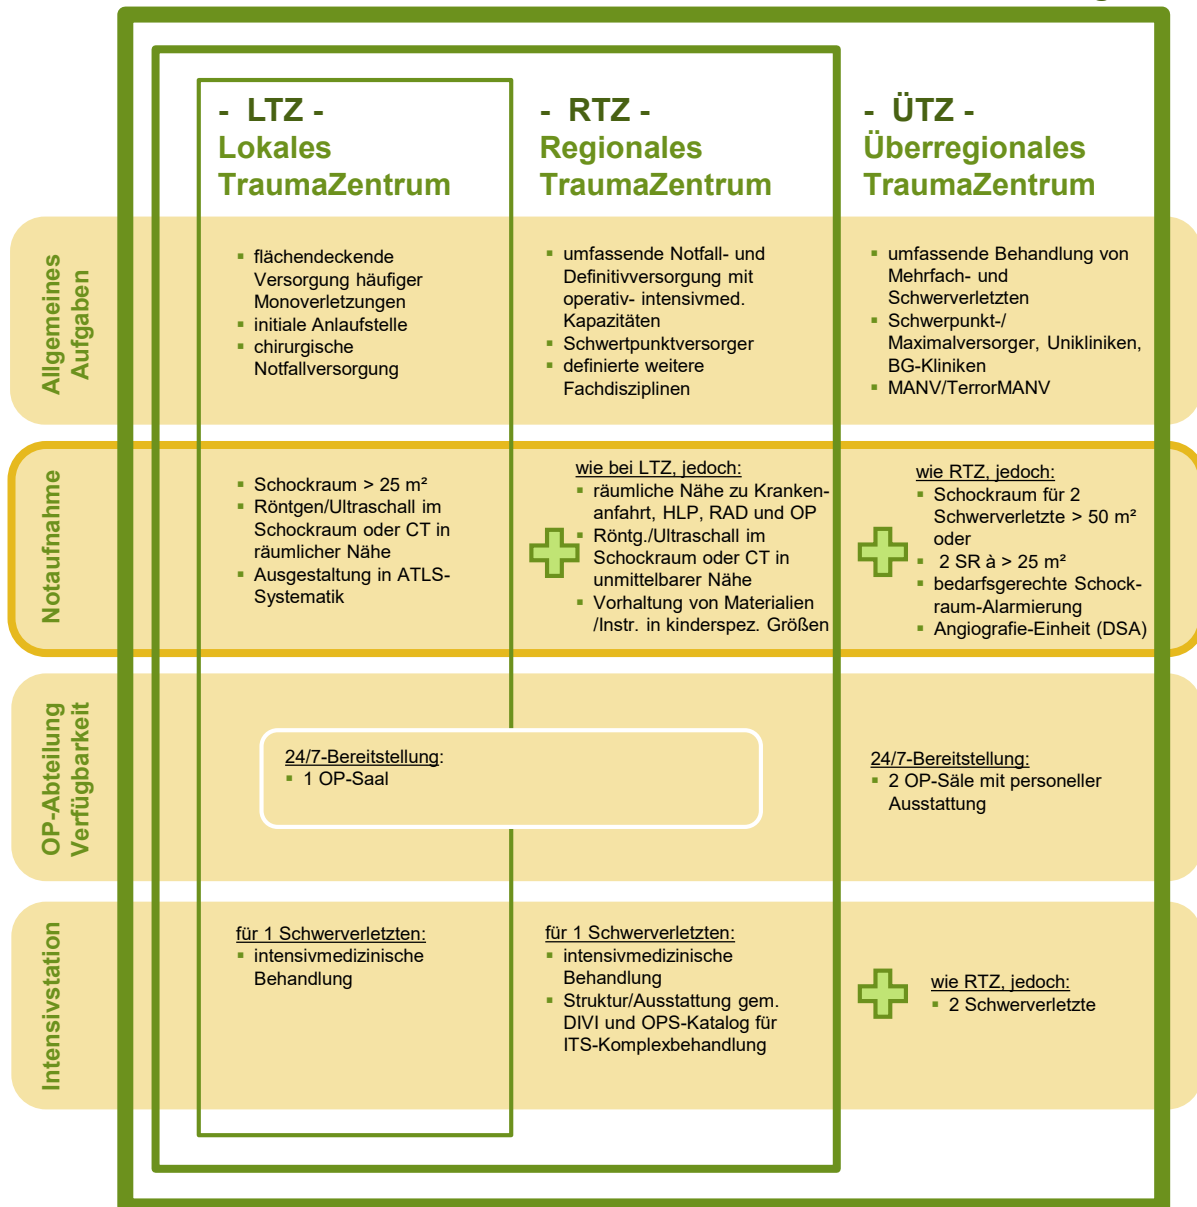 - LTZ -
Lokales
TraumaZentrum
- RTZ -
Regionales
TraumaZentrum
- ÜTZ -
Überregionales
TraumaZentrum
Allgemeines
Aufgaben
▪ flächendeckende
Versorgung häufiger
Monoverletzungen
▪ initiale Anlaufstelle
▪ chirurgische
Notfallversorgung
▪ umfassende Notfall- und
Definitivversorgung mit
operativ- intensivmed.
Kapazitäten
▪ Schwertpunktversorger
▪ definierte weitere
Fachdisziplinen
▪ umfassende Behandlung von
Mehrfach- und
Schwerverletzten
▪ Schwerpunkt-/
Maximalversorger, Unikliniken,
BG-Kliniken
▪ MANV/TerrorMANV
Notaufnahme
▪ Schockraum > 25 m²
▪ Röntgen/Ultraschall im
Schockraum oder CT in
räumlicher Nähe
▪ Ausgestaltung in ATLS-
Systematik
wie bei LTZ, jedoch:
▪ räumliche Nähe zu Kranken-
anfahrt, HLP, RAD und OP
▪ Röntg./Ultraschall im
Schockraum oder CT in
unmittelbarer Nähe
▪ Vorhaltung von Materialien
/Instr. in kinderspez. Größen
wie RTZ, jedoch:
▪ Schockraum für 2
Schwerverletzte > 50 m²
oder
▪ 2 SR à > 25 m²
▪ bedarfsgerechte Schock-
raum-Alarmierung
▪ Angiografie-Einheit (DSA)
OP-Abteilung
Verfügbarkeit
24/7-Bereitstellung:
▪ 1 OP-Saal
24/7-Bereitstellung:
▪ 2 OP-Säle mit personeller
Ausstattung
Intensivstation
für 1 Schwerverletzten:
▪ intensivmedizinische
Behandlung
für 1 Schwerverletzten:
▪ intensivmedizinische
Behandlung
▪ Struktur/Ausstattung gem.
DIVI und OPS-Katalog für
ITS-Komplexbehandlung
wie RTZ, jedoch:
▪ 2 Schwerverletzte